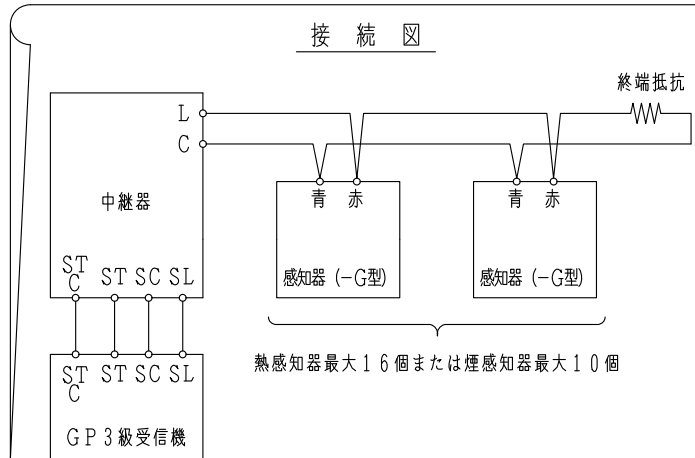 接続図
終端抵抗
L
C
中継器
青 赤
青 赤
感知器(-G型)
感知器(-G型)
STC ST SC SL
熱感知器最大16個または煙感知器最大10個
STC ST SC SL
GP3級受信機